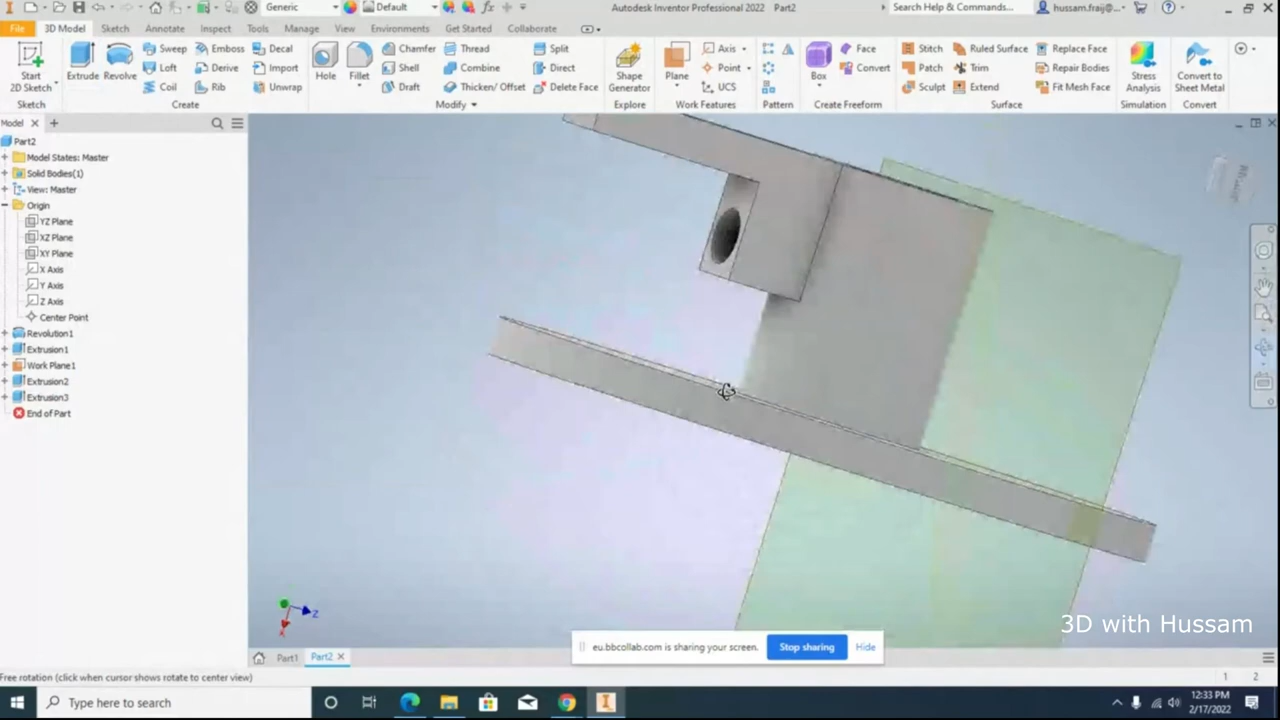 Generic
Default
Autodesk Inventor Professional 2022 Part2
Search Help & Commands...
hussam.fraij@...
File 3D Model Sketch Annotate Inspect Tools Manage View Environments Get Started Collaborate
Start
2D Sketch
Sketch
Extrude
Revolve
Sweep
Emboss
Decal
Loft
Derive
Import
Coil
Rib
Unwrap
Create
Hole
Fillet
Chamfer
Thread
Split
Shell
Combine
Direct
Draft
Thicken/ Offset
Delete Face
Modify
Shape
Generator
Explore
Plane
Axis
Point
UCS
Work Features
Pattern
Box
Face
Convert
Create Freeform
Stitch
Ruled Surface
Replace Face
Patch
Trim
Repair Bodies
Sculpt
Extend
Fit Mesh Face
Surface
Stress
Analysis
Simulation
Convert to
Sheet Metal
Convert
Model
Part2
Model States: Master
Solid Bodies(1)
View: Master
Origin
YZ Plane
XZ Plane
XY Plane
X Axis
Y Axis
Z Axis
Center Point
Revolution1
Extrusion1
Work Plane1
Extrusion2
Extrusion3
End of Part
Z
X
3D with Hussam
eu.bbcollab.com is sharing your screen.
Stop sharing
Hide
Part1
Part2
Free rotation (click when cursor shows rotate to center view)
1 2
Type here to search
12:33 PM
2/17/2022